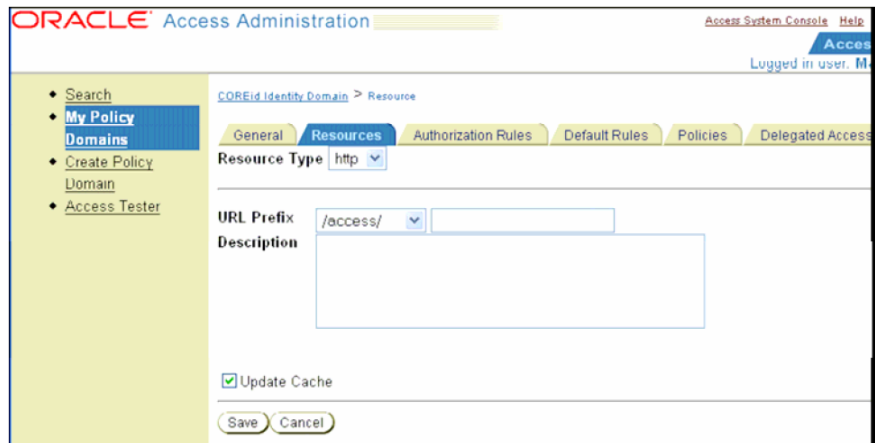 ORACLE Access Administration
Access System Console Help
Acces
Logged in user: Ma
Search
My Policy
Domains
Create Policy
Domain
Access Tester
COREid Identity Domain > Resource
General Resources Authorization Rules Default Rules Policies Delegated Access
Resource Type http
URL Prefix /access/
Description
Update Cache
Save Cancel